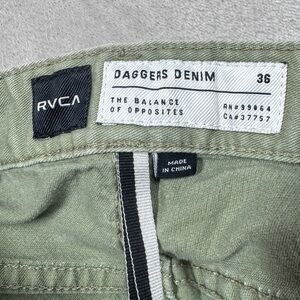 RVCA
DAGGERS DENIM 36
THE BALANCE
OF OPPOSITES
RN#99864
CA#37757
MADE
IN CHINA